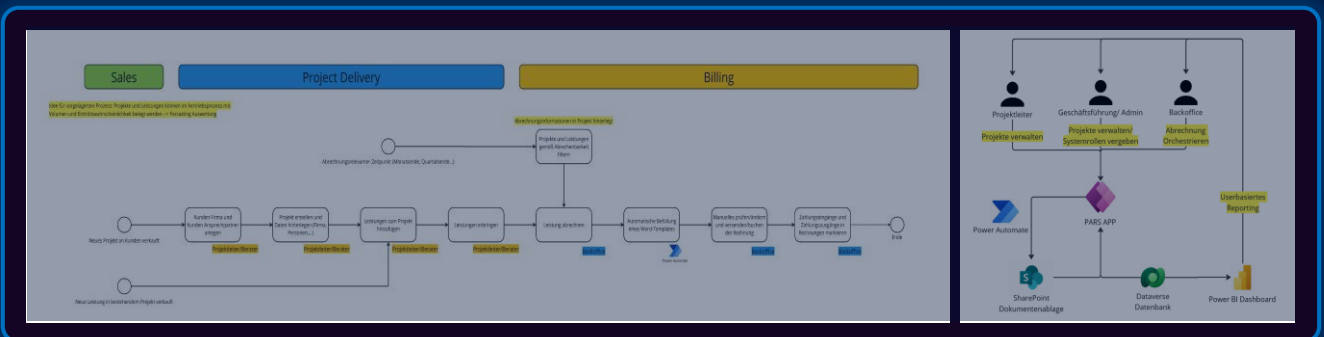 Sales
Project Delivery
Billing
Idee für vorgelagerten Prozess: Projekte und Leistungen können im Vertriebsprozess mit
Volumen und Eintrittswahrscheinlichkeit belegt werden -> Forcasting Auswertung
Abrechnungsinformationen in Projekt hinterlegt
Projekte und Leistungen
gemäß Abrechenbarkeit
filtern
Abrechnungsrelevanter Zeitpunkt (Monatsende, Quartalsende...)
Kunden Firma und
Kunden Ansprechpartner
anlegen
Projekt erstellen und
Daten hinterlegen (Firma,
Personen,...)
Leistungen zum Projekt
hinzufügen
Leistungen erbringen
Leistung abrechnen
Automatische Befüllung
eines Word Templates
Manuelles prüfen/ändern
und versenden/buchen
der Rechnung
Zahlungseingänge und
Zahlungsausgänge in
Rechnungen markieren
Neues Projekt an Kunden verkauft
Projektleiter/Berater
Projektleiter/Berater
Projektleiter/Berater
Projektleiter/Berater
Backoffice
Power Automate
Backoffice
Backoffice
Ende
Neue Leistung in bestehendem Projekt verkauft
Projektleiter
Geschäftsführung/ Admin
Backoffice
Projekte verwalten
Projekte verwalten/
Systemrollen vergeben
Abrechnung
Orchestrieren
Userbasiertes
Reporting
PARS APP
Power Automate
SharePoint
Dokumentenablage
Dataverse
Datenbank
Power BI Dashboard